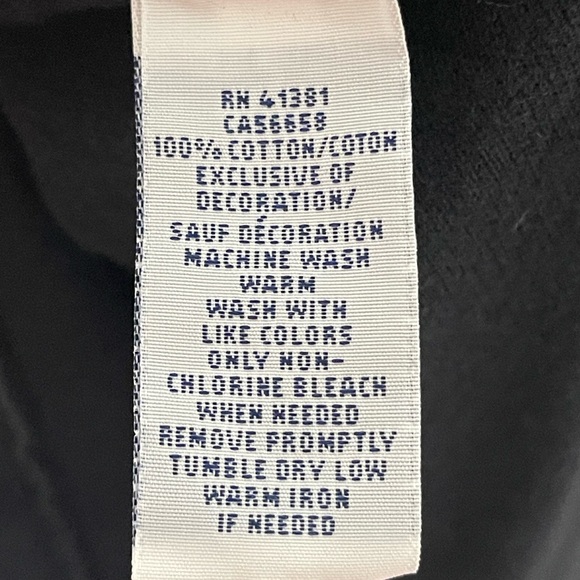 RN 41381
CA56658
100% COTTON/COTON
EXCLUSIVE OF
DECORATION/
SAUF DÉCORATION
MACHINE WASH
WARM
WASH WITH
LIKE COLORS
ONLY NON-
CHLORINE BLEACH
WHEN NEEDED
REMOVE PROMPTLY
TUMBLE DRY LOW
WARM IRON
IF NEEDED